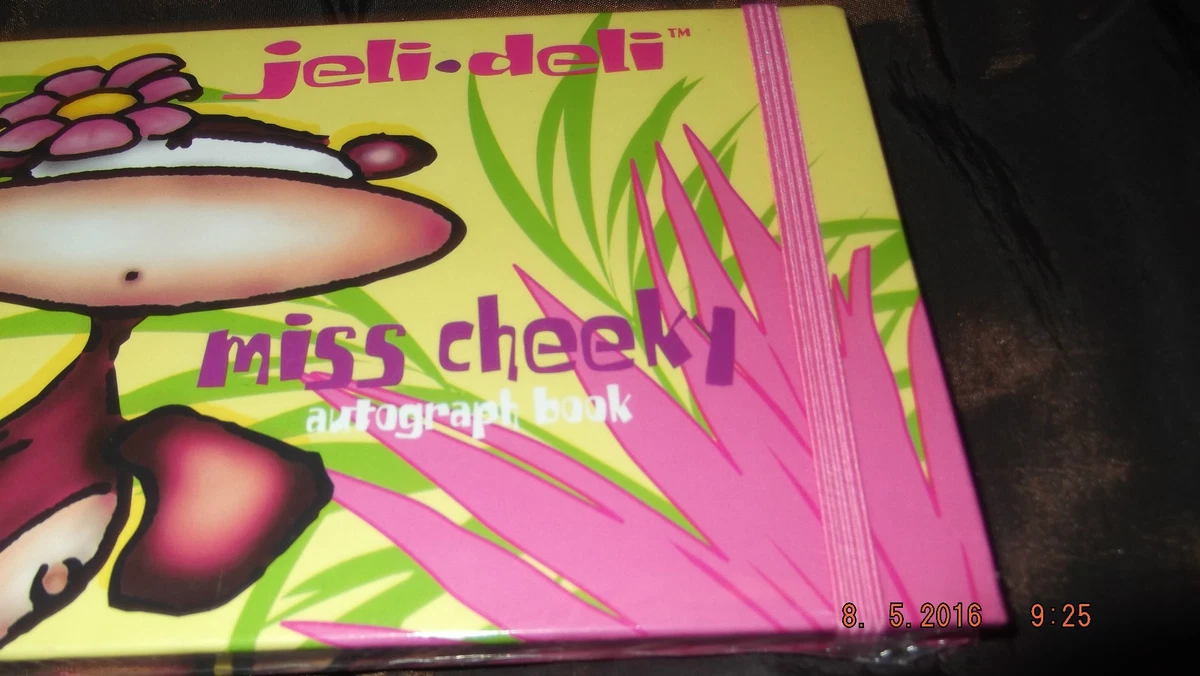 jeli·deli™
miss cheeky
autograph book
8. 5.2016 9:25